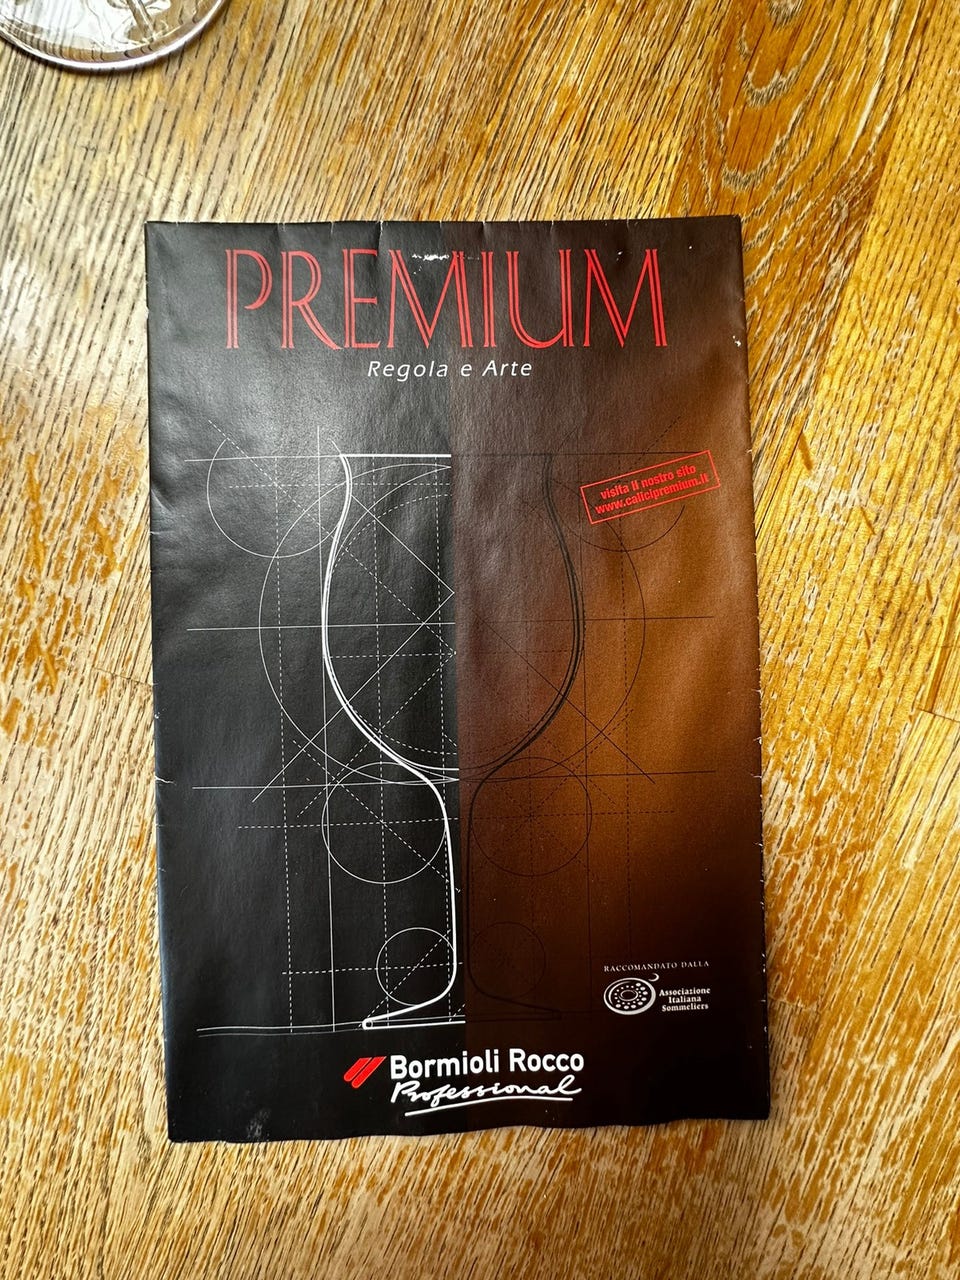 PREMIUM
Regola e Arte
visita il nostro sito
www.calicipremium.it
RACCOMANDATO DALLA
Associazione
Italiana
Sommeliers
Bormioli Rocco
Professional